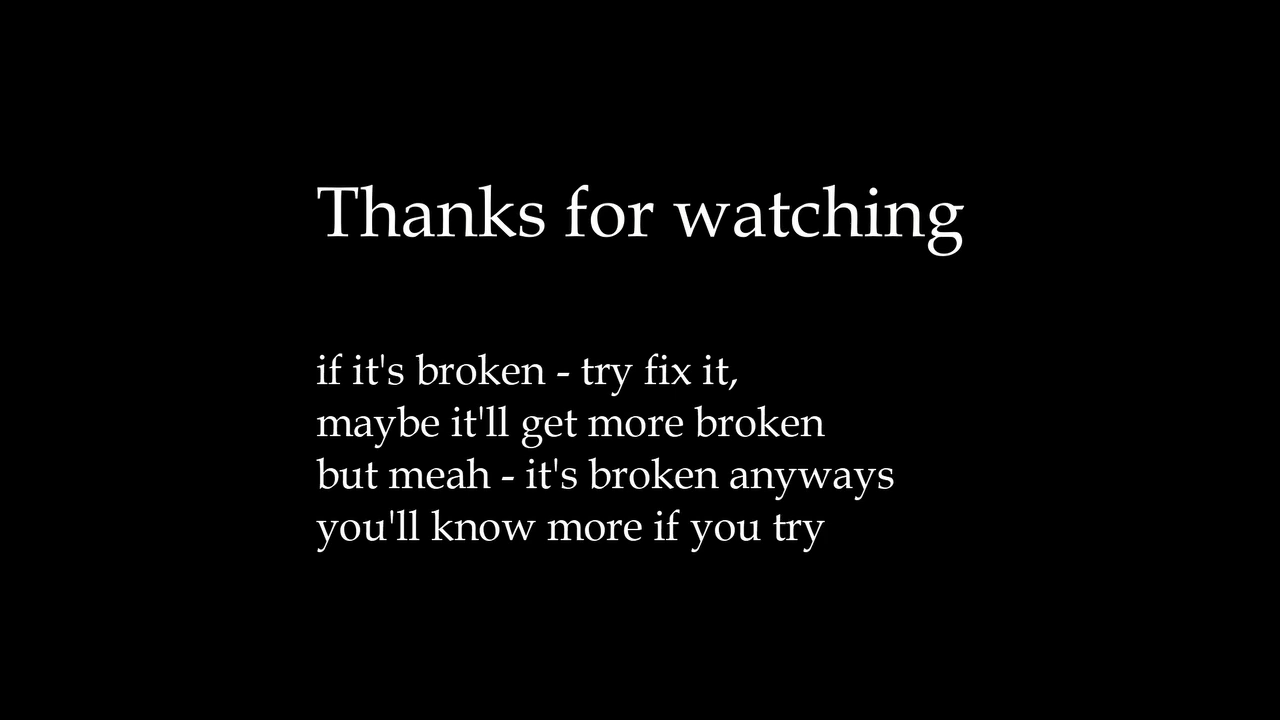 Thanks for watching
if it's broken - try fix it,
maybe it'll get more broken
but meah - it's broken anyways
you'll know more if you try